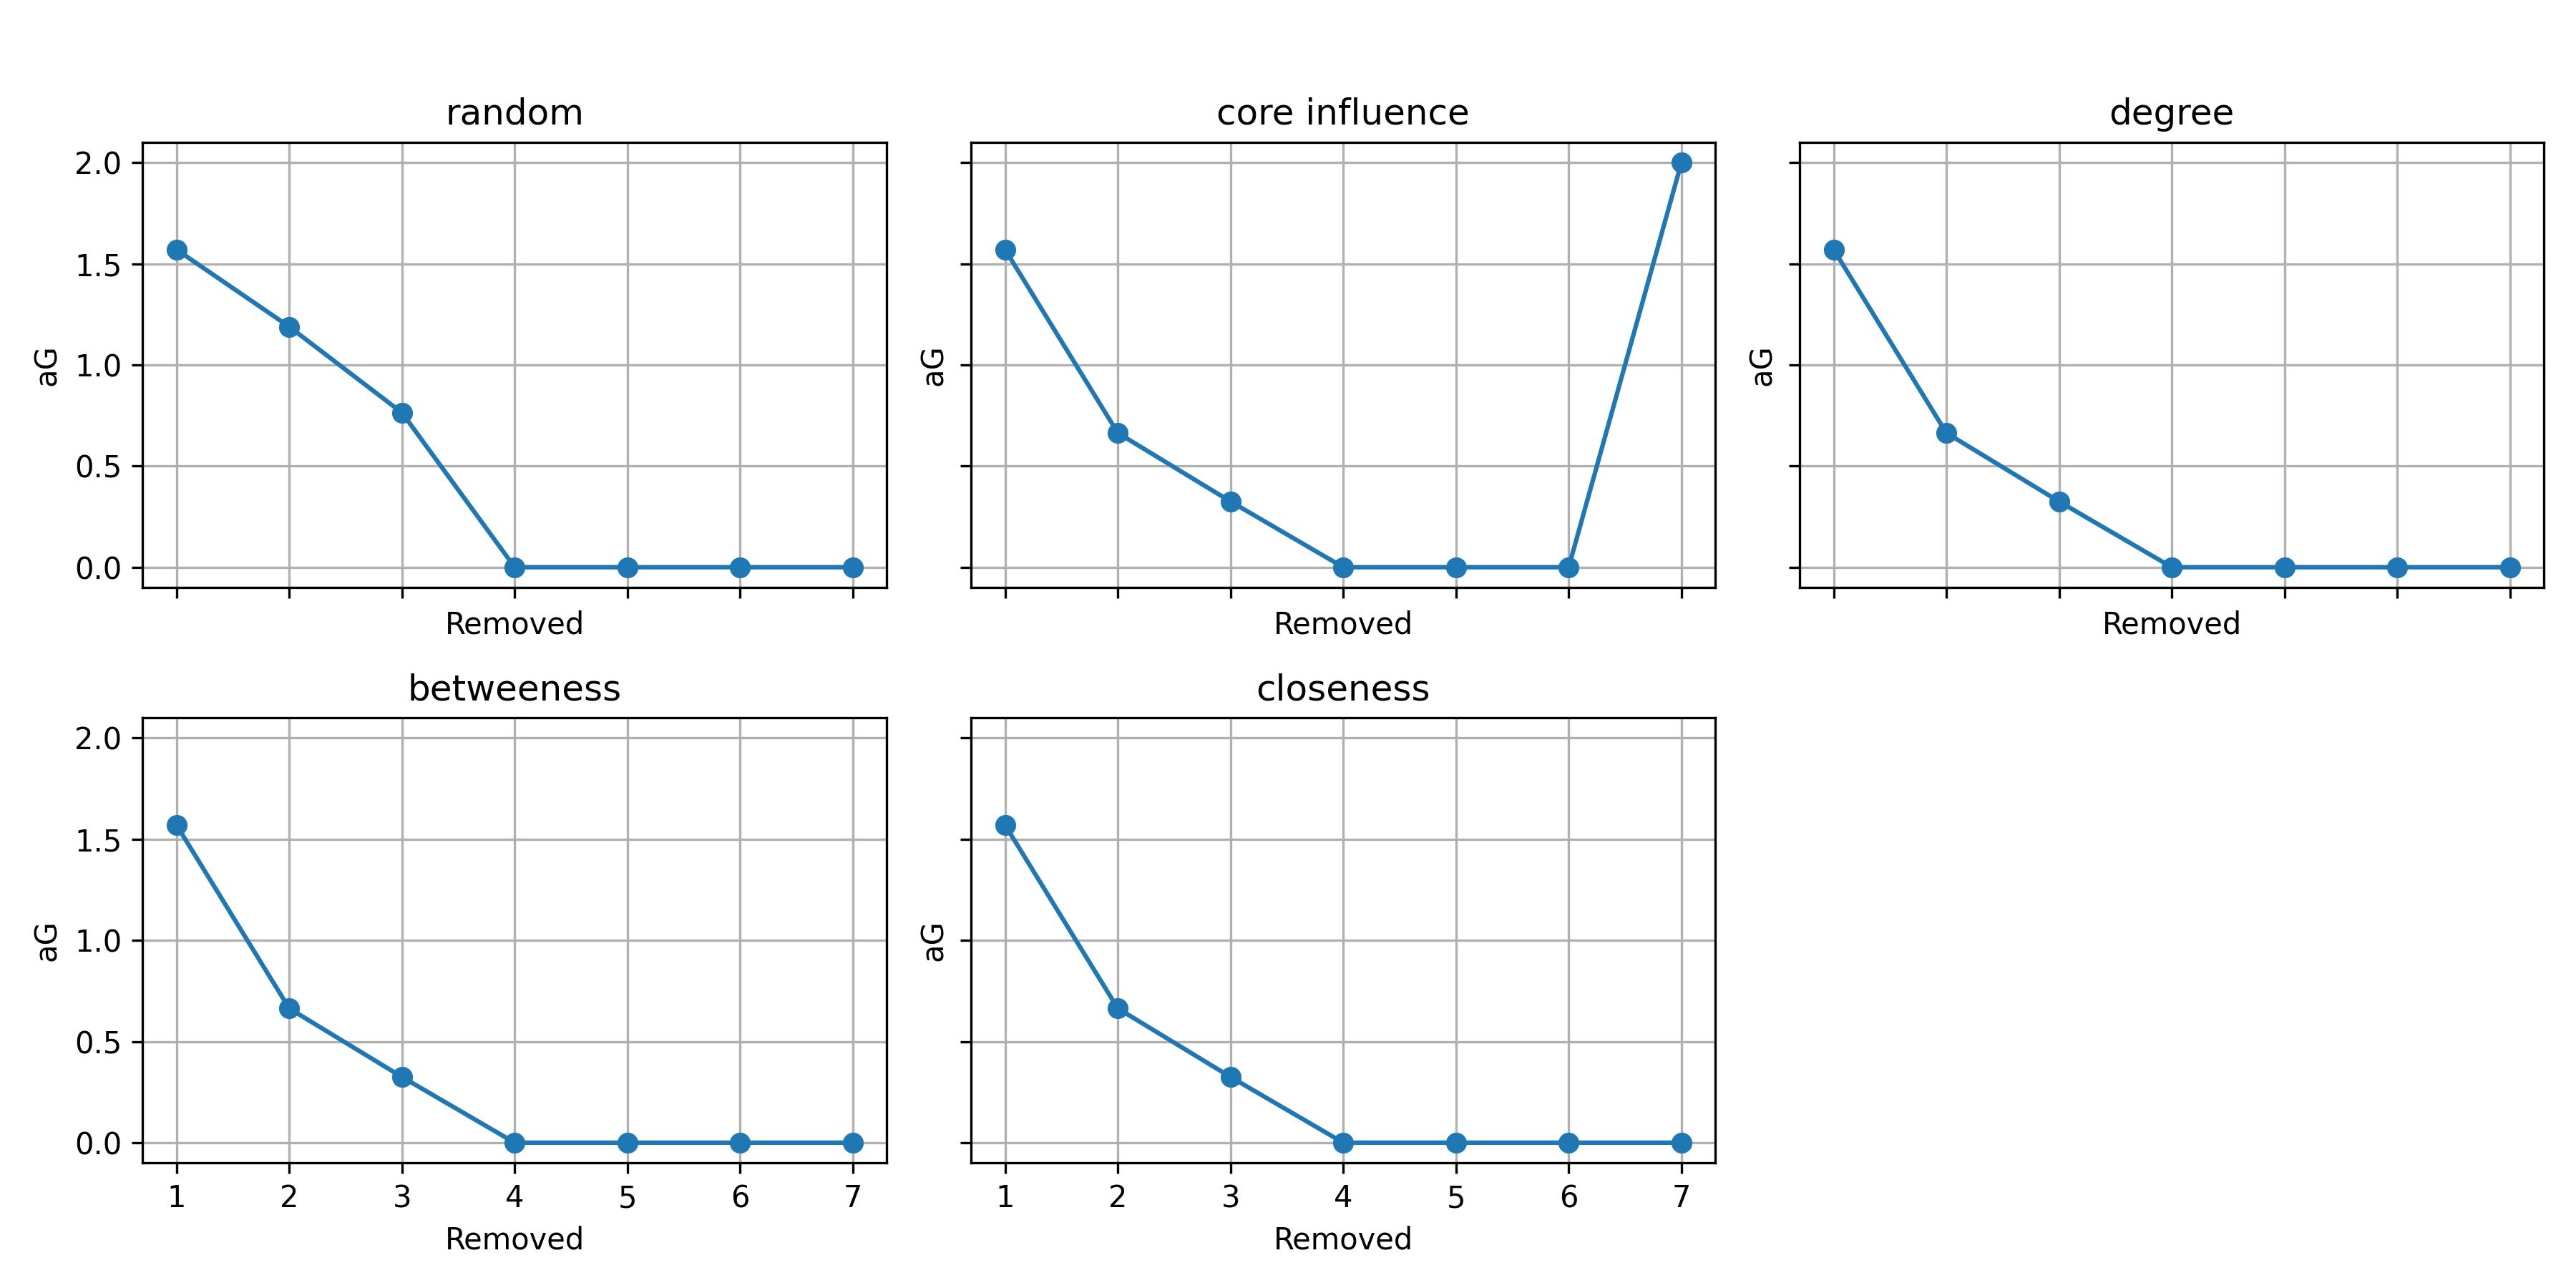 random
core influence
degree
2.0
1.5
1.0
0.5
0.0
aG
aG
aG
Removed
Removed
Removed
betweeness
closeness
2.0
1.5
1.0
0.5
0.0
aG
aG
1 2 3 4 5 6 7
1 2 3 4 5 6 7
Removed
Removed